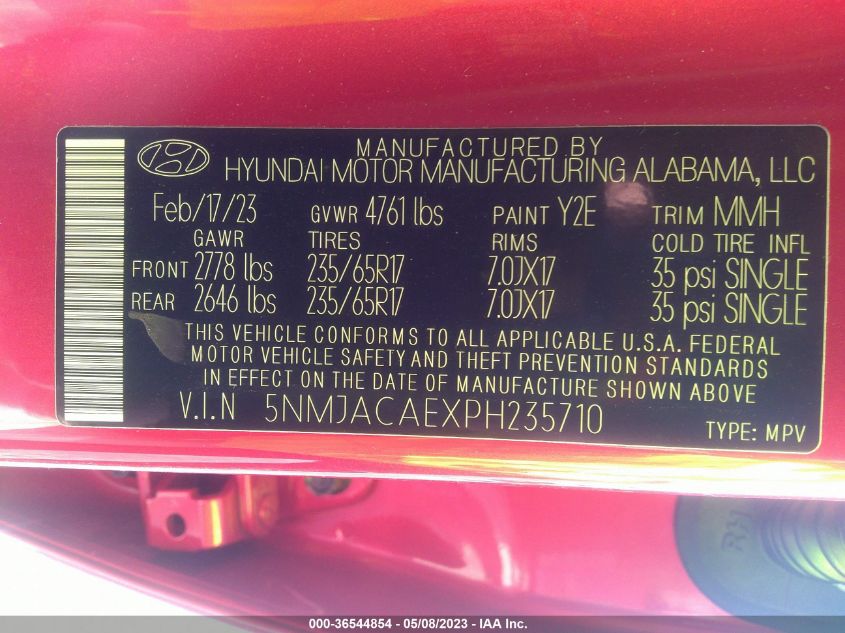 MANUFACTURED BY
HYUNDAI MOTOR MANUFACTURING ALABAMA, LLC
Feb/17/23 GVWR 4761 lbs PAINT Y2E TRIM MMH
GAWR TIRES RIMS COLD TIRE INFL
FRONT 2778 lbs 235/65R17 7.0JX17 35 psi SINGLE
REAR 2646 lbs 235/65R17 7.0JX17 35 psi SINGLE
THIS VEHICLE CONFORMS TO ALL APPLICABLE U.S.A. FEDERAL
MOTOR VEHICLE SAFETY AND THEFT PREVENTION STANDARDS
IN EFFECT ON THE DATE OF MANUFACTURE SHOWN ABOVE
V.I.N 5NMJACAEXPH235710
TYPE: MPV
RH
000-36544854 - 05/08/2023 - IAA Inc.